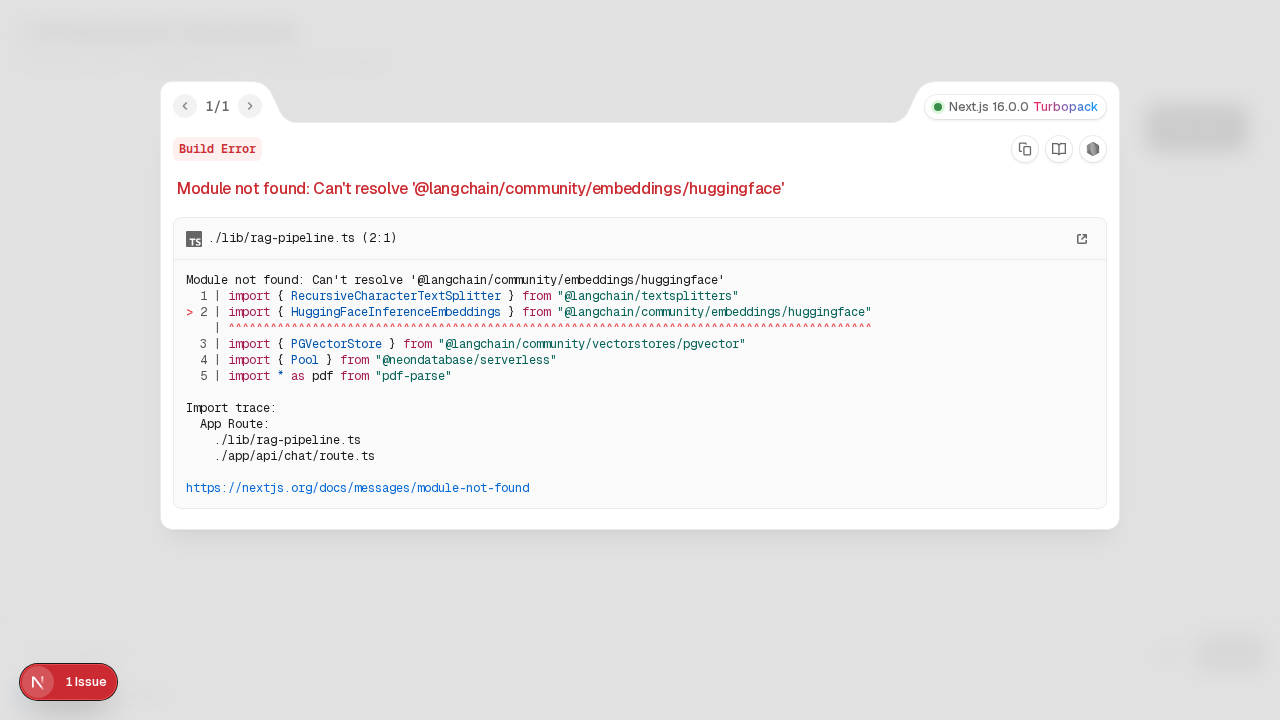 1/1
Next.js 16.0.0 Turbopack
Build Error
Module not found: Can't resolve '@langchain/community/embeddings/huggingface'
TS ./lib/rag-pipeline.ts (2:1)
Module not found: Can't resolve '@langchain/community/embeddings/huggingface'
  1 | import { RecursiveCharacterTextSplitter } from "@langchain/textsplitters"
> 2 | import { HuggingFaceInferenceEmbeddings } from "@langchain/community/embeddings/huggingface"
    | ^^^^^^^^^^^^^^^^^^^^^^^^^^^^^^^^^^^^^^^^^^^^^^^^^^^^^^^^^^^^^^^^^^^^^^^^^^^^^^^^^^^^^^^^^^^^
  3 | import { PGVectorStore } from "@langchain/community/vectorstores/pgvector"
  4 | import { Pool } from "@neondatabase/serverless"
  5 | import * as pdf from "pdf-parse"
Import trace:
  App Route:
    ./lib/rag-pipeline.ts
    ./app/api/chat/route.ts
https://nextjs.org/docs/messages/module-not-found
N 1 Issue